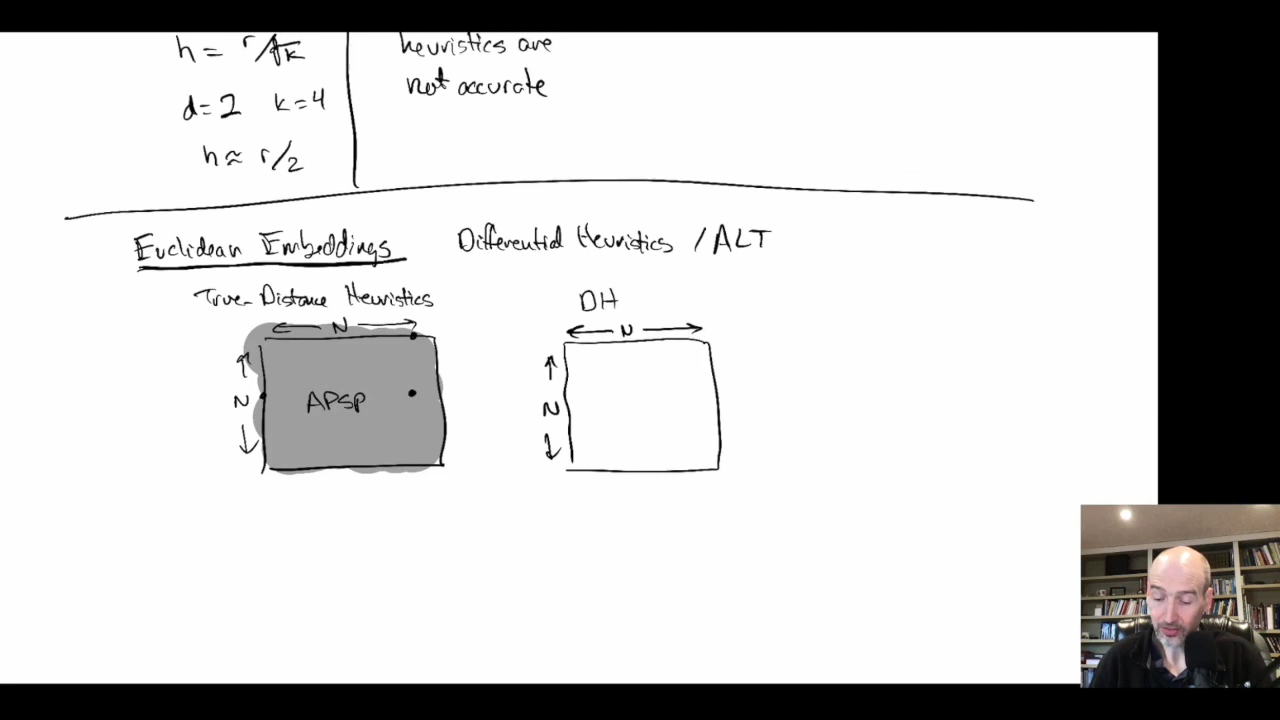 h = r/√k
d=2 k=4
h≈ r/2
heuristics are
not accurate
Euclidean Embeddings
Differential Heuristics / ALT
True-Distance Heuristics
DH
N
N
APSP
N
N